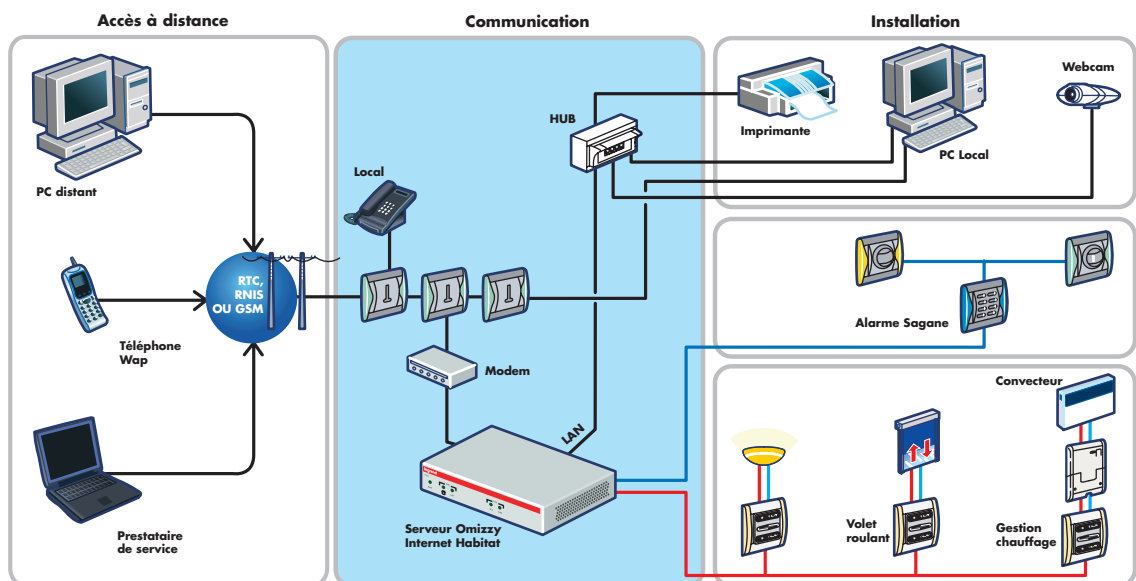 Accès à distance
Communication
Installation
PC distant
HUB
Imprimante
PC Local
Webcam
Local
RTC,
RNIS
OU GSM
Téléphone
Wap
Modem
Alarme Sagane
LAN
Convecteur
Prestataire
de service
Serveur Omizzy
Internet Habitat
Volet
roulant
Gestion
chauffage